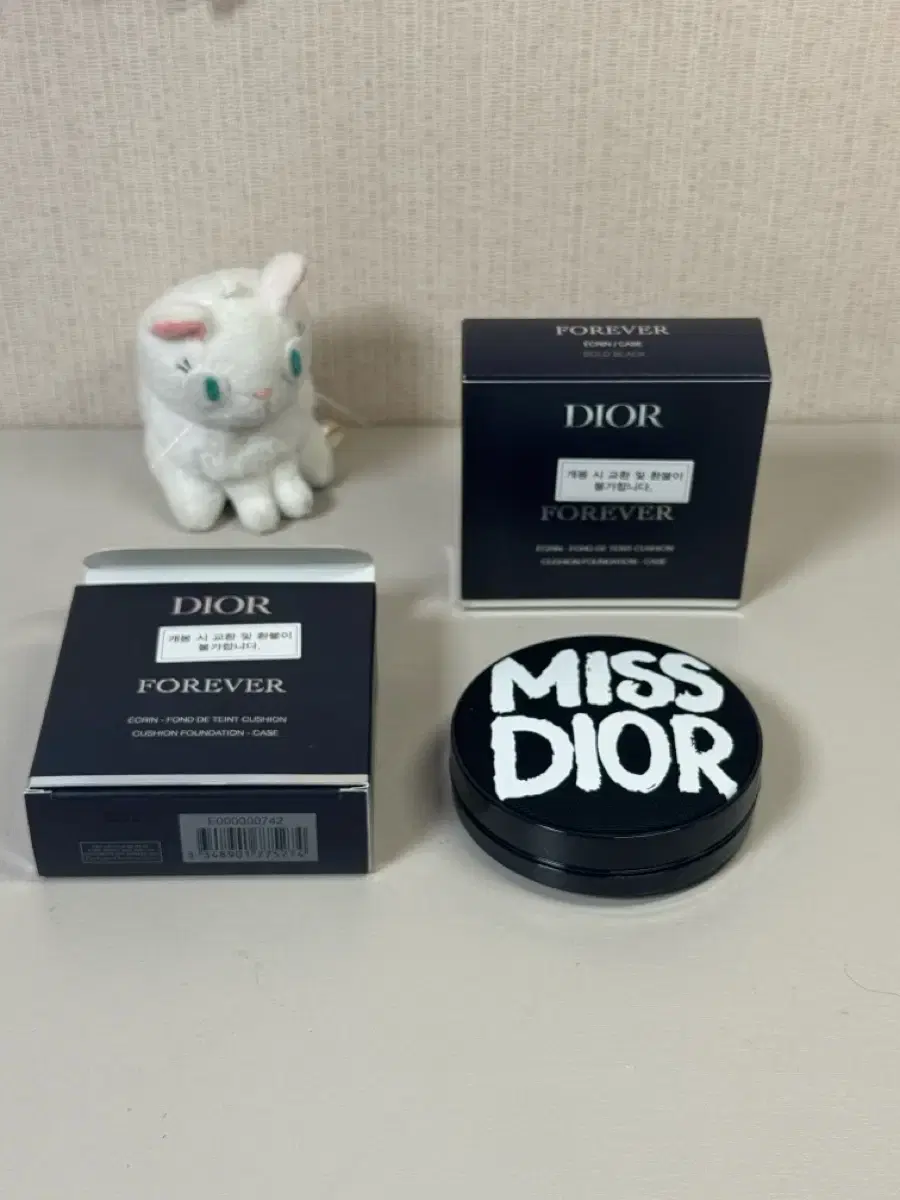 FOREVER
ÉCRIN / CASE
BOLD BLACK
DIOR
개봉 시 교환 및 환불이
불가합니다.
FOREVER
ÉCRIN - FOND DE TEINT CUSHION
CUSHION FOUNDATION - CASE
DIOR
개봉 시 교환 및 환불이
불가합니다.
FOREVER
ÉCRIN - FOND DE TEINT CUSHION
CUSHION FOUNDATION - CASE
E000000742
MISS
DIOR